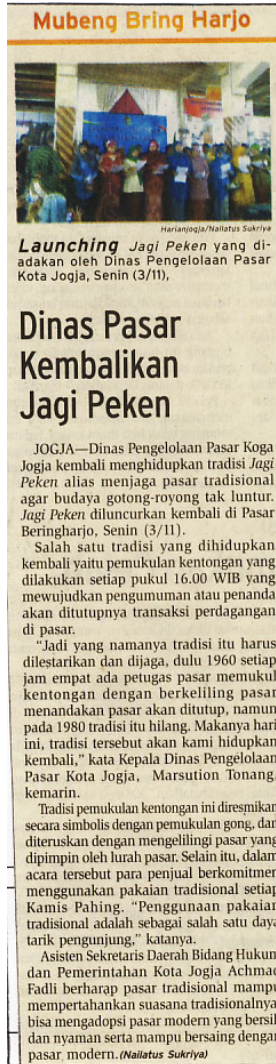 Mubeng Bring Harjo
Harianjogja/Nailatus Sukriya
Launching Jagi Peken yang di-
adakan oleh Dinas Pengelolaan Pasar
Kota Jogja, Senin (3/11),
Dinas Pasar
Kembalikan
Jagi Peken
JOGJA—Dinas Pengelolaan Pasar Koga
Jogja kembali menghidupkan tradisi Jagi
Peken alias menjaga pasar tradisional
agar budaya gotong-royong tak luntur.
Jagi Peken diluncurkan kembali di Pasar
Beringharjo, Senin (3/11).
Salah satu tradisi yang dihidupkan
kembali yaitu pemukulan kentongan yang
dilakukan setiap pukul 16.00 WIB yang
mewujudkan pengumuman atau penanda
akan ditutupnya transaksi perdagangan
di pasar.
"Jadi yang namanya tradisi itu harus
dilestarikan dan dijaga, dulu 1960 setiap
jam empat ada petugas pasar memukul
kentongan dengan berkeliling pasar
menandakan pasar akan ditutup, namun
pada 1980 tradisi itu hilang. Makanya hari
ini, tradisi tersebut akan kami hidupkan
kembali," kata Kepala Dinas Pengelolaan
Pasar Kota Jogja, Marsution Tonang,
kemarin.
Tradisi pemukulan kentongan ini diresmikan
secara simbolis dengan pemukulan gong, dan
diteruskan dengan mengelilingi pasar yang
dipimpin oleh lurah pasar. Selain itu, dalam
acara tersebut para penjual berkomitmen
menggunakan pakaian tradisional setiap
Kamis Pahing. "Penggunaan pakaian
tradisional adalah sebagai salah satu daya
tarik pengunjung," katanya.
Asisten Sekretaris Daerah Bidang Hukum
dan Pemerintahan Kota Jogja Achmad
Fadli berharap pasar tradisional mampu
mempertahankan suasana tradisionalnya
bisa mengadopsi pasar modern yang bersih
dan nyaman serta mampu bersaing dengan
pasar modern. (Nailatus Sukriya)